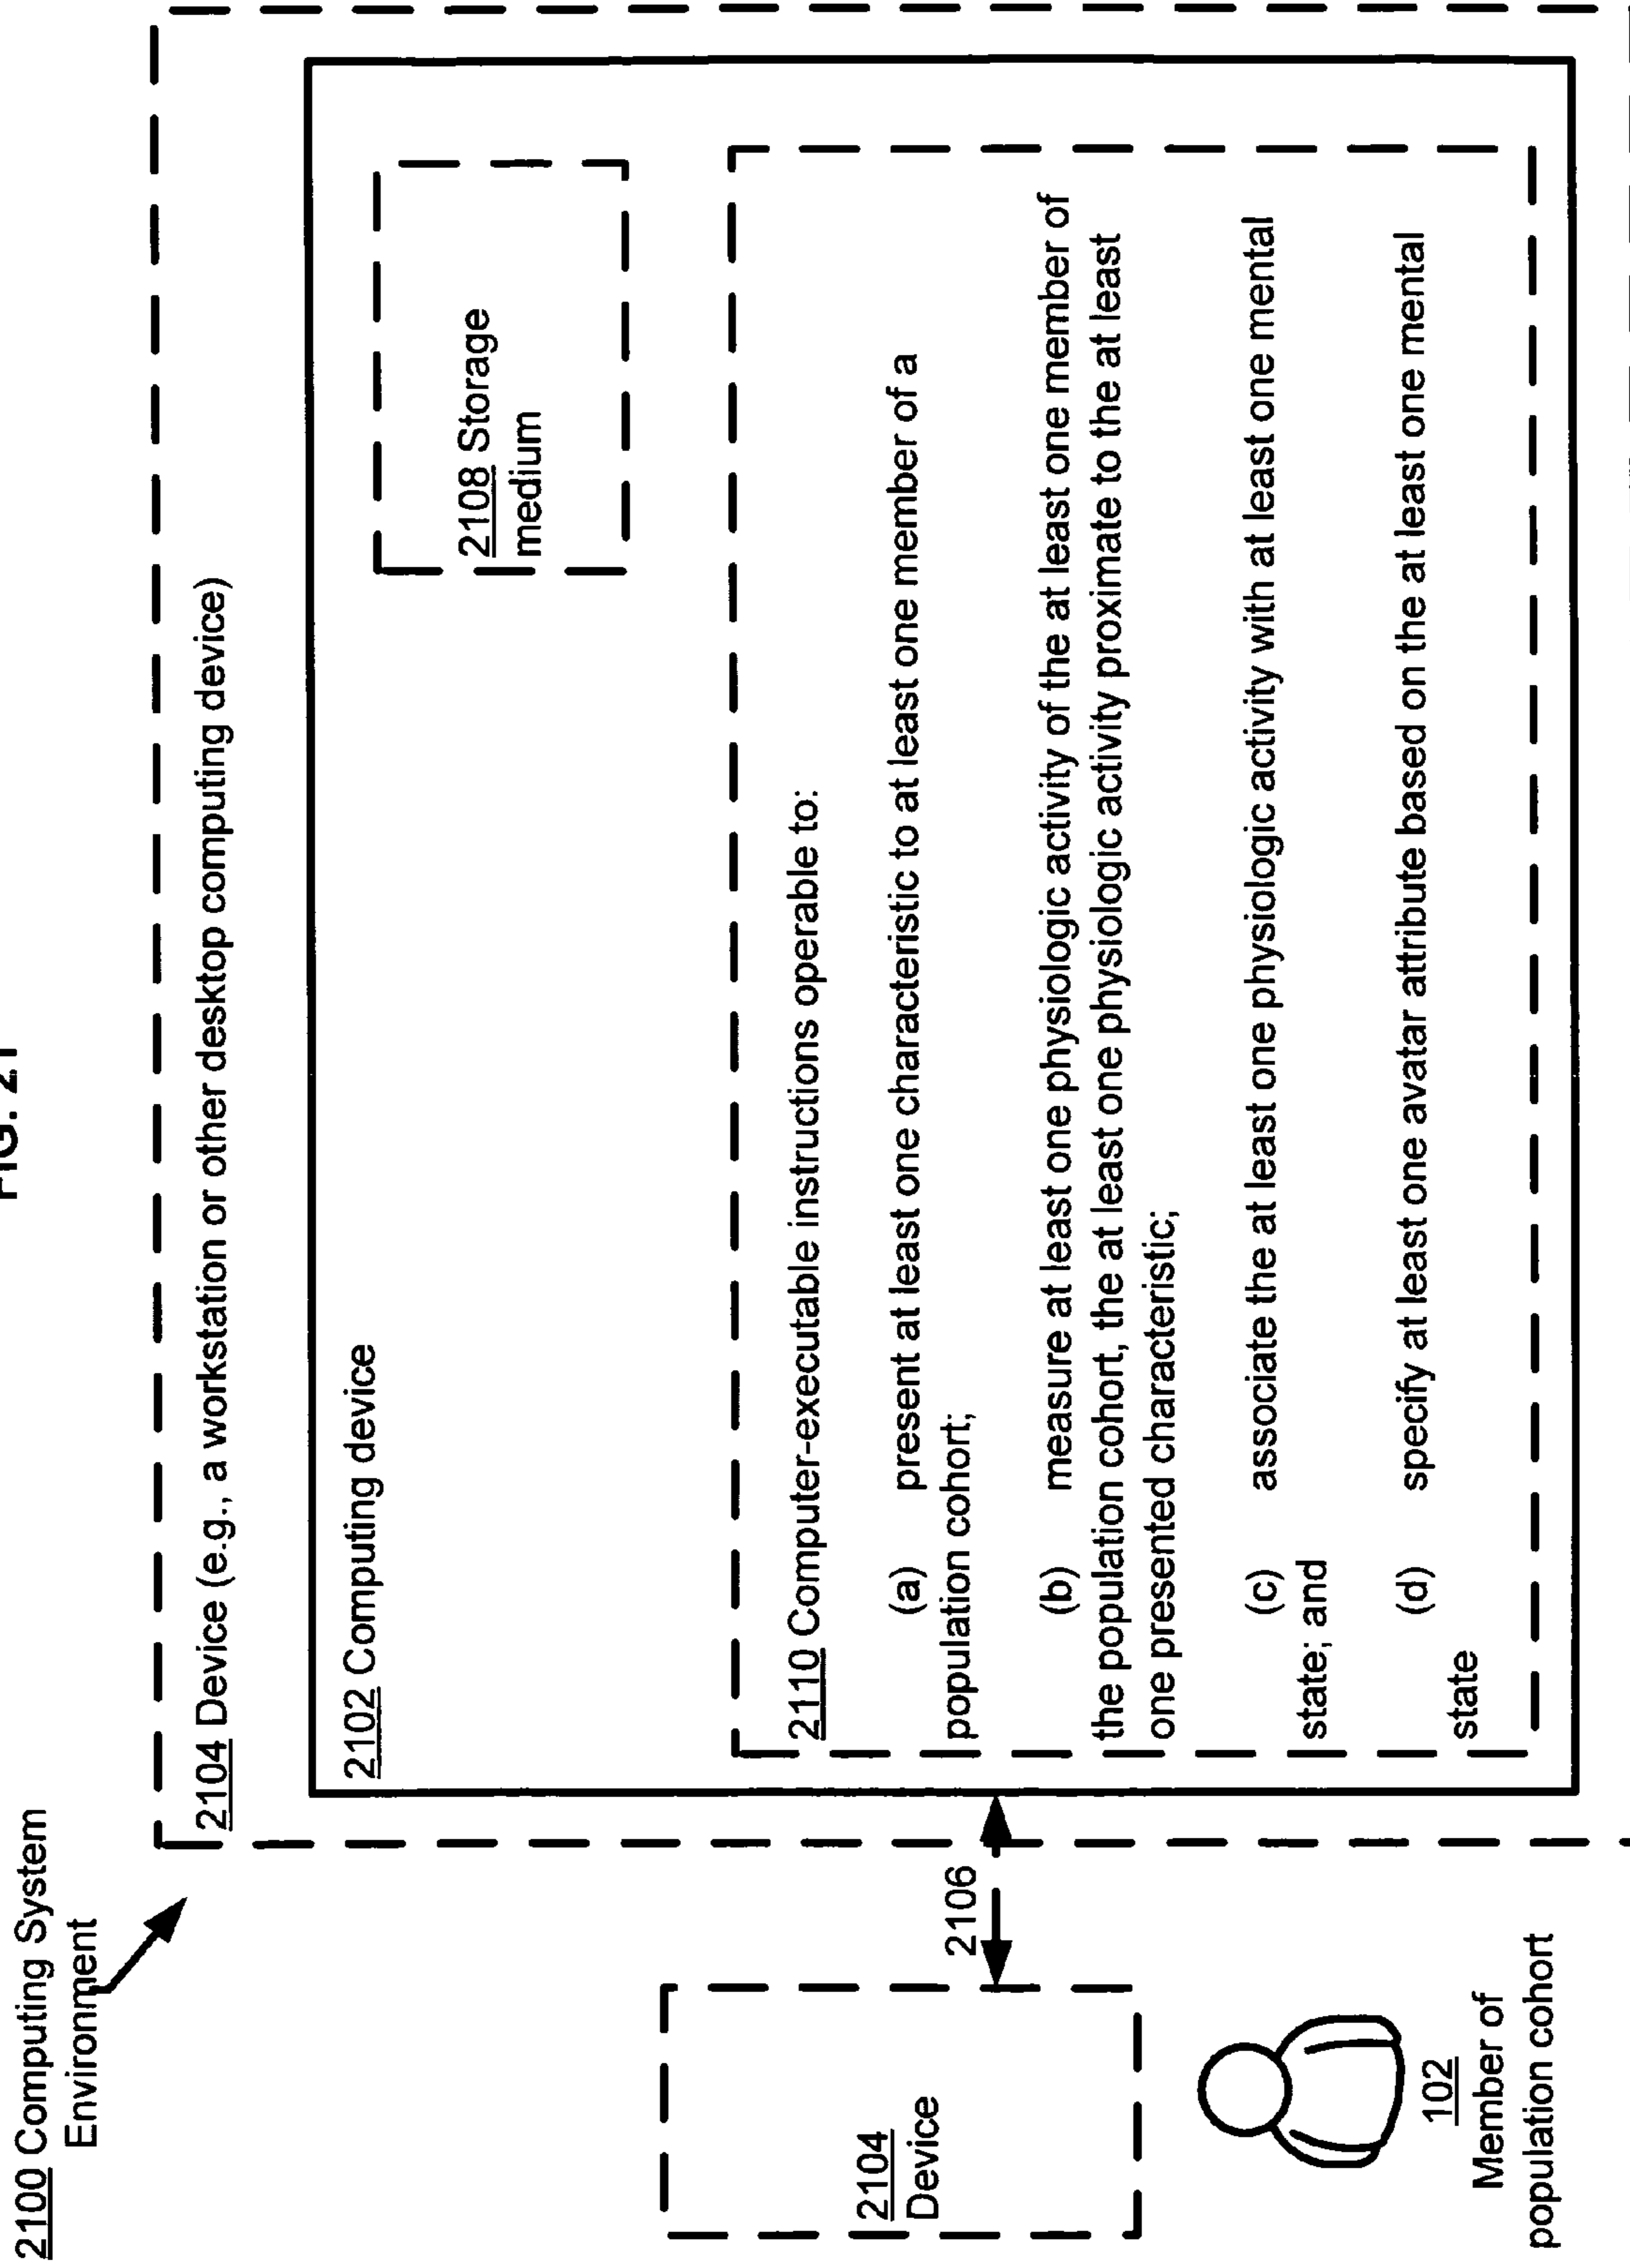 FIG. 21
2100 Computing System
Environment
2104 Device (e.g., a workstation or other desktop computing device)
2102 Computing device
2108 Storage
medium
2110 Computer-executable instructions operable to:
(a) present at least one characteristic to at least one member of a
population cohort;
(b) measure at least one physiologic activity of the at least one member of
the population cohort, the at least one physiologic activity proximate to the at least
one presented characteristic;
(c) associate the at least one physiologic activity with at least one mental
state; and
(d) specify at least one avatar attribute based on the at least one mental
state
2106
2104
Device
102
Member of
population cohort